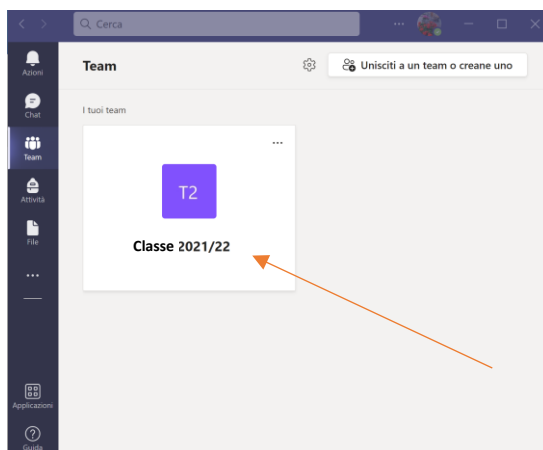 Cerca
Azioni
Chat
Team
Attività
File
Applicazioni
Guida
Team
Unisciti a un team o creane uno
I tuoi team
T2
Classe 2021/22